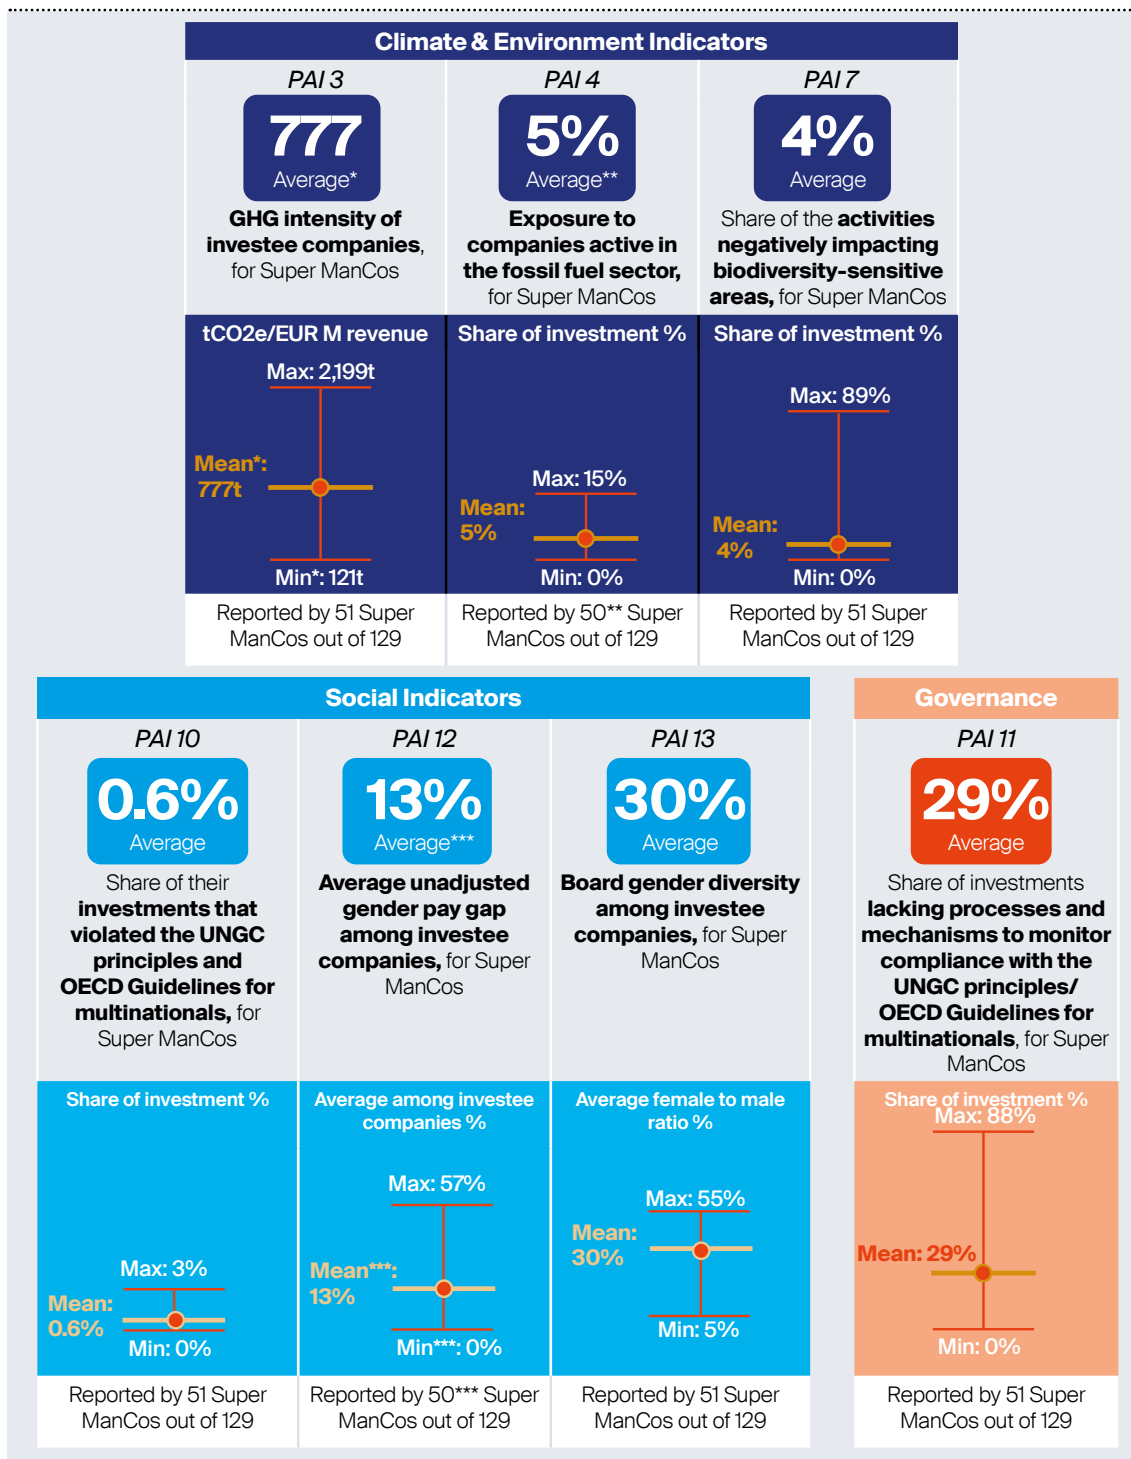 Climate & Environment Indicators
PAI 3
777
Average*
GHG intensity of
investee companies,
for Super ManCos
tCO2e/EUR M revenue
Max: 2,199t
Mean*:
777t
Min*: 121t
Reported by 51 Super
ManCos out of 129
PAI 4
5%
Average**
Exposure to
companies active in
the fossil fuel sector,
for Super ManCos
Share of investment %
Max: 15%
Mean:
5%
Min: 0%
Reported by 50** Super
ManCos out of 129
PAI 7
4%
Average
Share of the activities
negatively impacting
biodiversity-sensitive
areas, for Super ManCos
Share of investment %
Max: 89%
Mean:
4%
Min: 0%
Reported by 51 Super
ManCos out of 129
Social Indicators
PAI 10
0.6%
Average
Share of their
investments that
violated the UNGC
principles and
OECD Guidelines for
multinationals, for
Super ManCos
Share of investment %
Max: 3%
Mean:
0.6%
Min: 0%
Reported by 51 Super
ManCos out of 129
PAI 12
13%
Average***
Average unadjusted
gender pay gap
among investee
companies, for Super
ManCos
Average among investee
companies %
Max: 57%
Mean***:
13%
Min***: 0%
Reported by 50*** Super
ManCos out of 129
PAI 13
30%
Average
Board gender diversity
among investee
companies, for Super
ManCos
Average female to male
ratio %
Max: 55%
Mean:
30%
Min: 5%
Reported by 51 Super
ManCos out of 129
Governance
PAI 11
29%
Average
Share of investments
lacking processes and
mechanisms to monitor
compliance with the
UNGC principles/
OECD Guidelines for
multinationals, for Super
ManCos
Share of investment %
Max: 88%
Mean: 29%
Min: 0%
Reported by 51 Super
ManCos out of 129